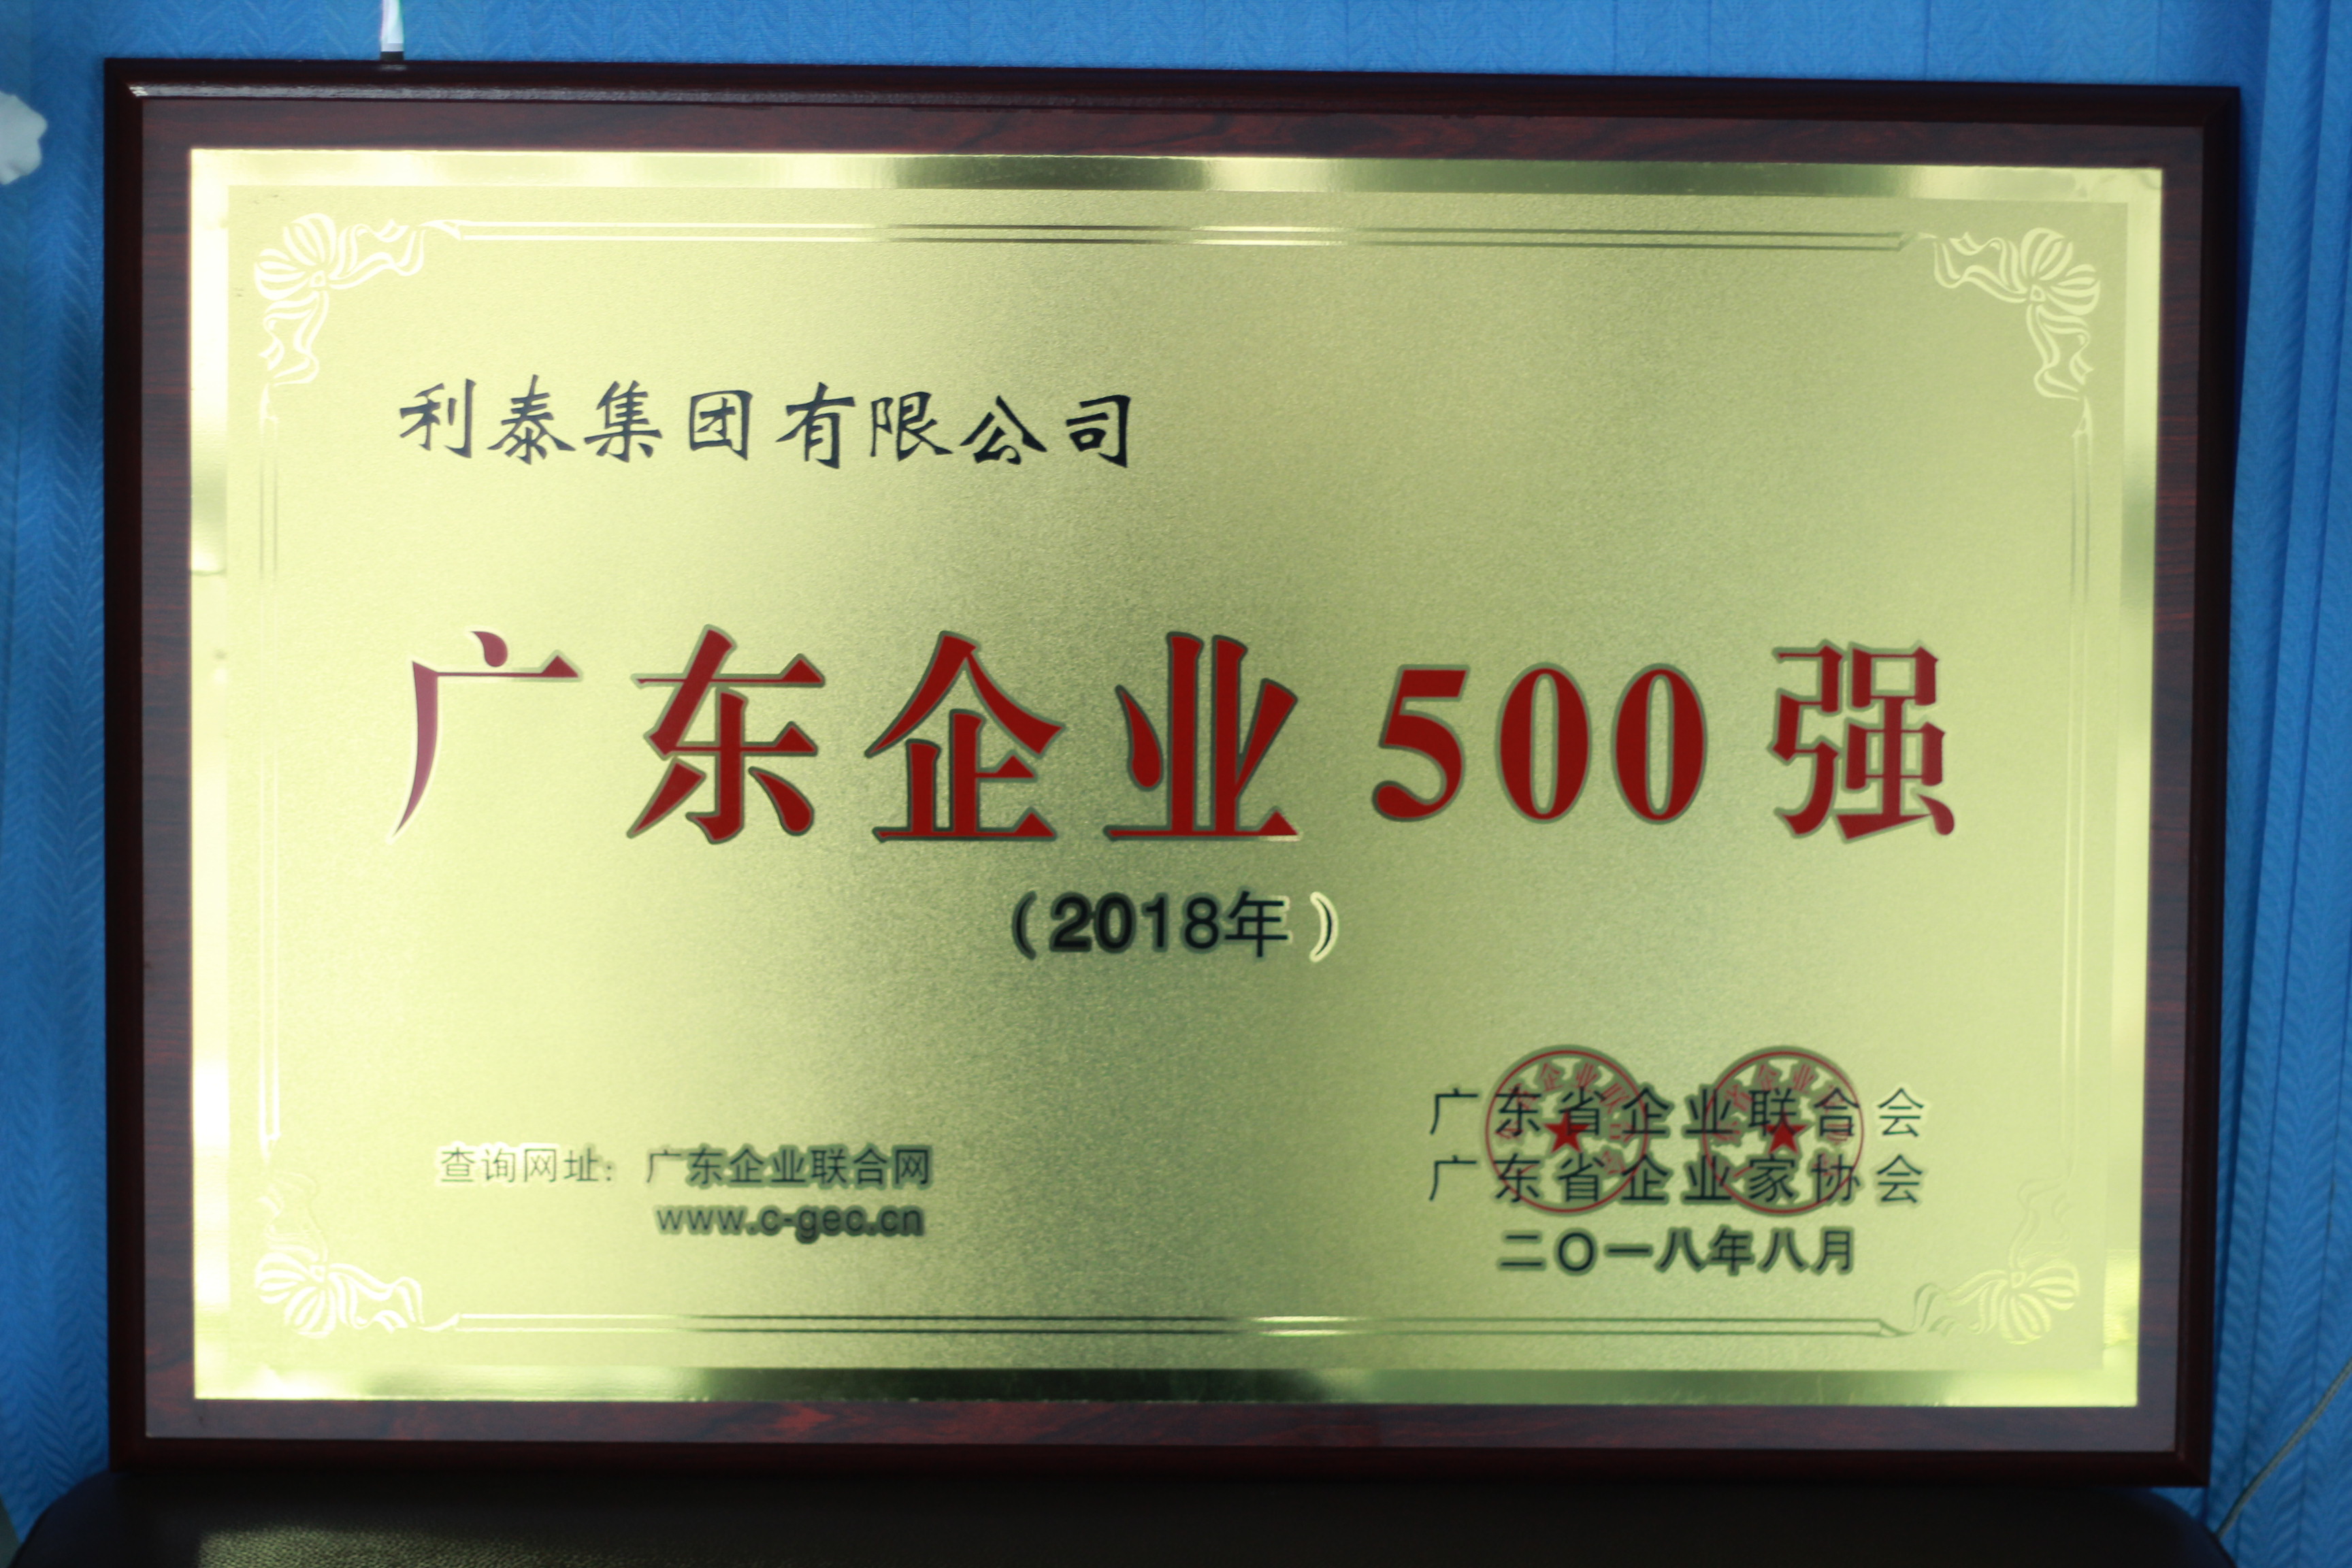 利泰集团有限公司
广东企业500强
（2018年）
查询网址：广东企业联合网
www.c-gec.cn
广东省企业联合会
广东省企业家协会
二〇一八年八月